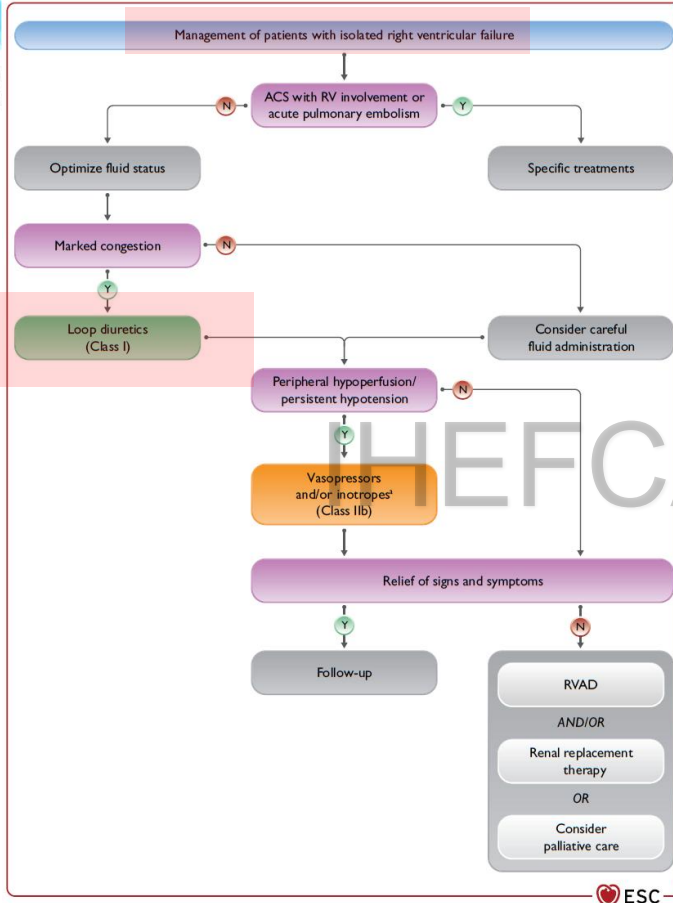 Management of patients with isolated right ventricular failure
ACS with RV involvement or
acute pulmonary embolism
N
Y
Optimize fluid status
Specific treatments
Marked congestion
N
Y
Loop diuretics
(Class I)
Consider careful
fluid administration
Peripheral hypoperfusion/
persistent hypotension
N
Y
Vasopressors
and/or inotropesᵃ
(Class IIb)
IHEFCA
Relief of signs and symptoms
Y
N
Follow-up
RVAD
AND/OR
Renal replacement
therapy
OR
Consider
palliative care
ESC